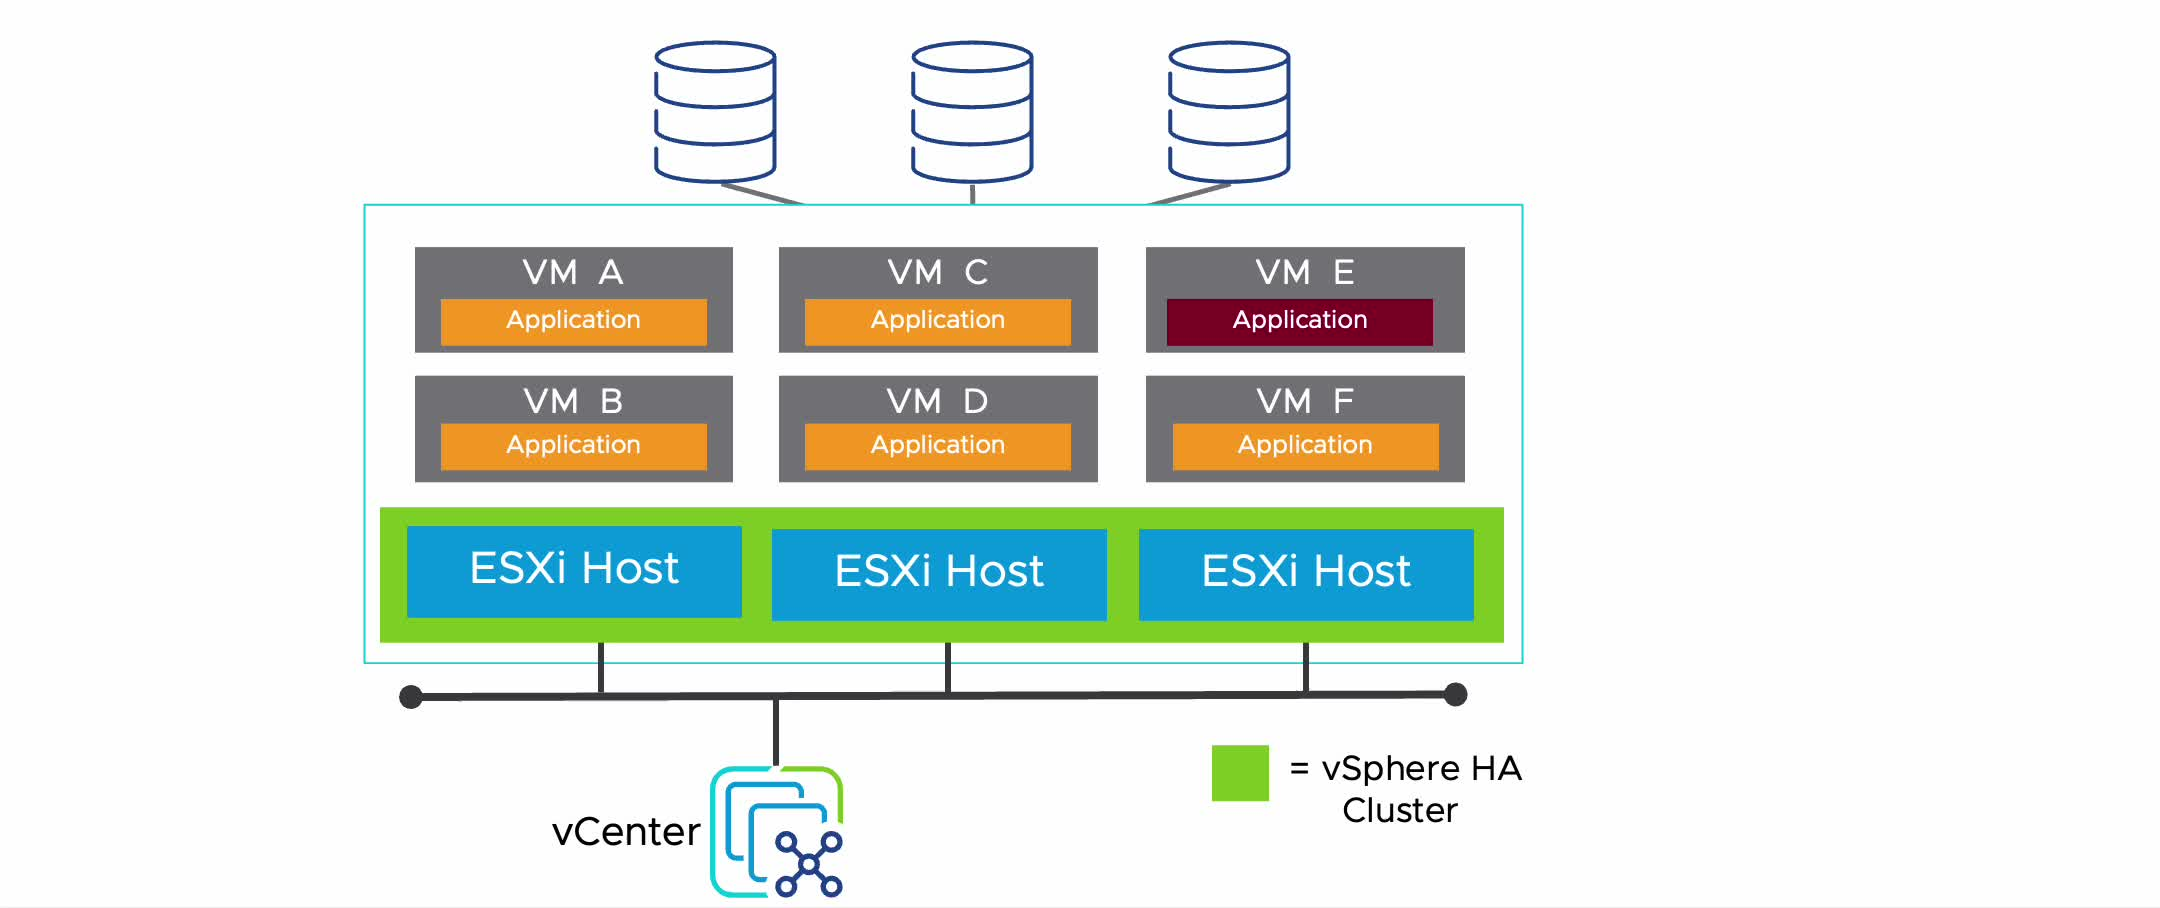 VM A
Application
VM C
Application
VM E
Application
VM B
Application
VM D
Application
VM F
Application
ESXi Host
ESXi Host
ESXi Host
vCenter
= vSphere HA
Cluster